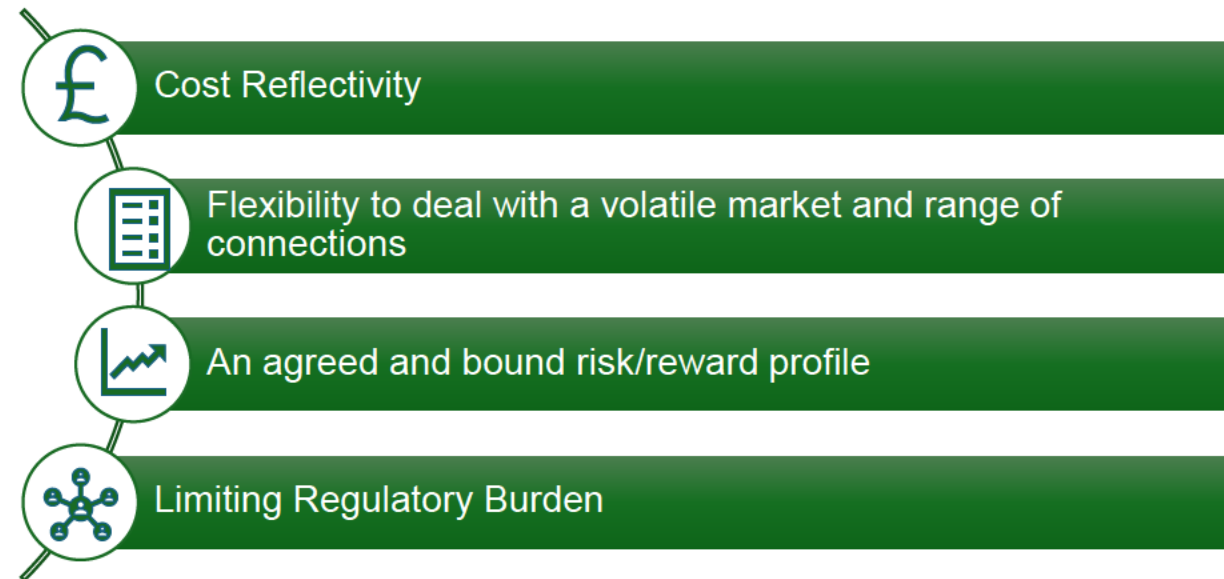 £
Cost Reflectivity
Flexibility to deal with a volatile market and range of
connections
An agreed and bound risk/reward profile
Limiting Regulatory Burden